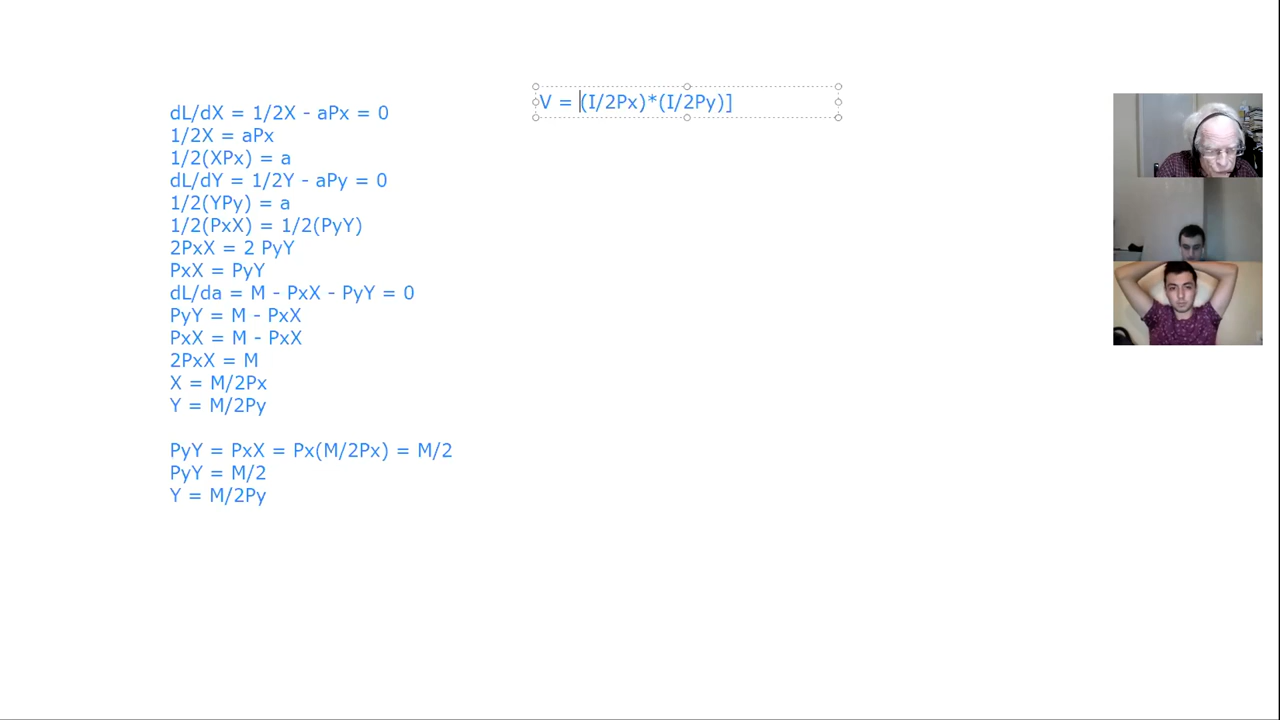 dL/dX = 1/2X - aPx = 0
1/2X = aPx
1/2(XPx) = a
dL/dY = 1/2Y - aPy = 0
1/2(YPy) = a
1/2(PxX) = 1/2(PyY)
2PxX = 2 PyY
PxX = PyY
dL/da = M - PxX - PyY = 0
PyY = M - PxX
PxX = M - PxX
2PxX = M
X = M/2Px
Y = M/2Py
PyY = PxX = Px(M/2Px) = M/2
PyY = M/2
Y = M/2Py
V = (I/2Px)*(I/2Py)]